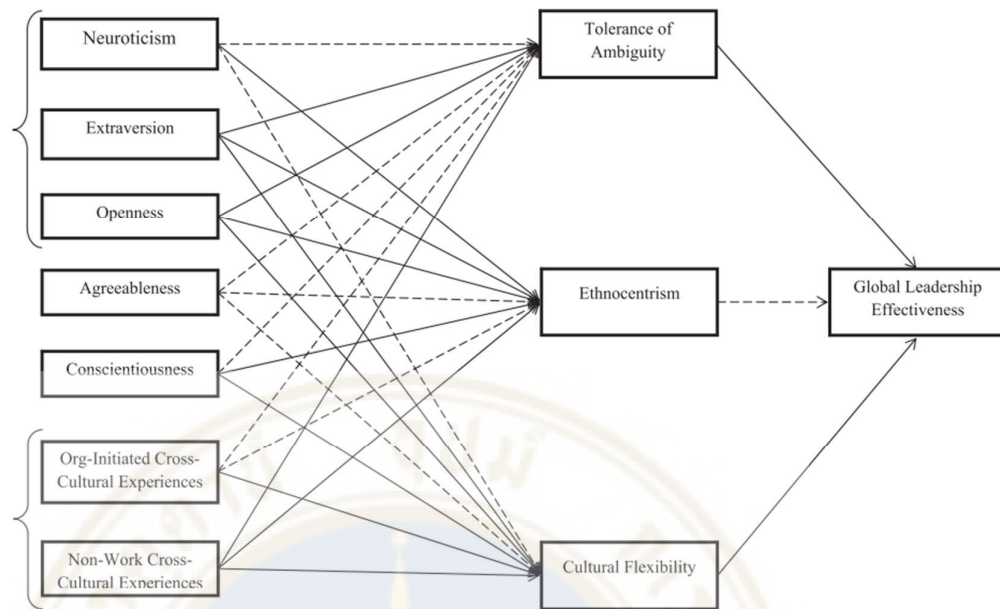 Neuroticism
Extraversion
Openness
Agreeableness
Conscientiousness
Org-Initiated Cross-
Cultural Experiences
Non-Work Cross-
Cultural Experiences
Tolerance of
Ambiguity
Ethnocentrism
Cultural Flexibility
Global Leadership
Effectiveness